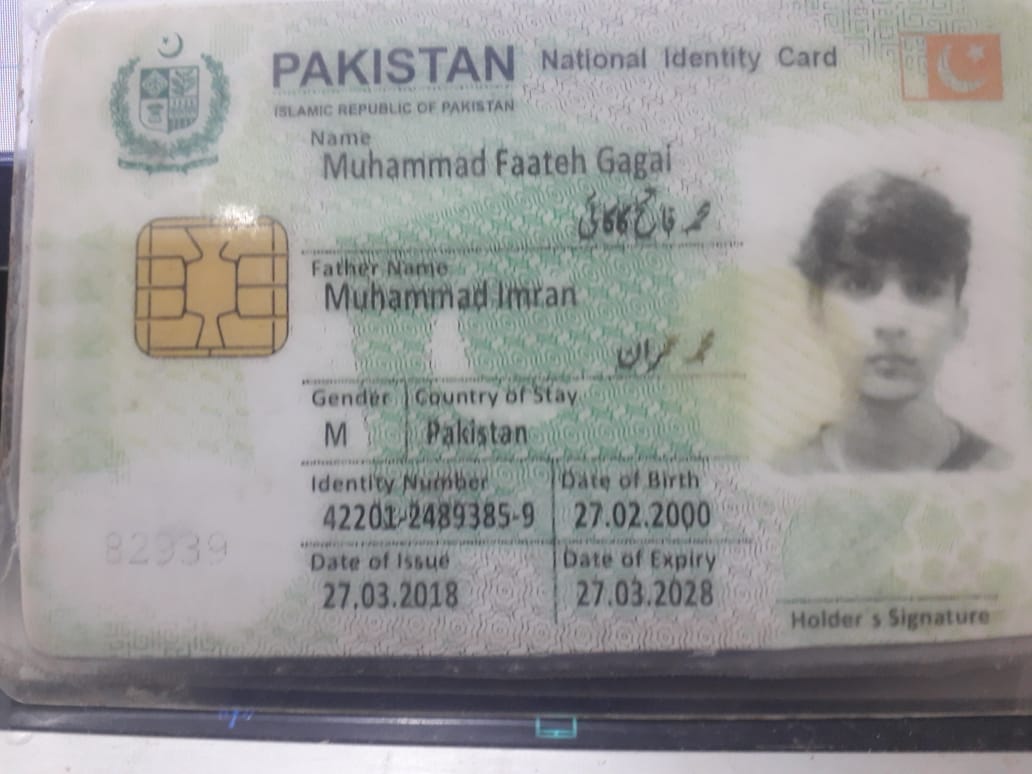 PAKISTAN National Identity Card
ISLAMIC REPUBLIC OF PAKISTAN
Name
Muhammad Faateh Gagai
محمد فاتح گاگائی
Father Name
Muhammad Imran
محمد عمران
Gender Country of Stay
M Pakistan
Identity Number Date of Birth
42201-2489385-9 27.02.2000
82939
Date of Issue Date of Expiry
27.03.2018 27.03.2028
Holder s Signature